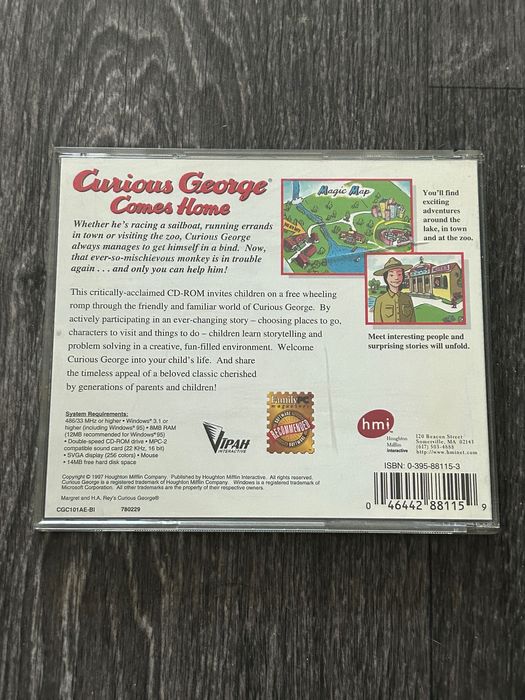 Curious George®
Comes Home
Whether he's racing a sailboat, running errands
in town or visiting the zoo, Curious George
always manages to get himself in a bind. Now,
that ever-so-mischievous monkey is in trouble
again . . . and only you can help him!
Magic Map
You'll find
exciting
adventures
around the
lake, in town
and at the zoo.
This critically-acclaimed CD-ROM invites children on a free wheeling
romp through the friendly and familiar world of Curious George. By
actively participating in an ever-changing story – choosing places to go,
characters to visit and things to do – children learn storytelling and
problem solving in a creative, fun-filled environment. Welcome
Curious George into your child's life. And share
the timeless appeal of a beloved classic cherished
by generations of parents and children!
Meet interesting people and
surprising stories will unfold.
System Requirements:
486/33 MHz or higher • Windows® 3.1 or
higher (including Windows® 95) • 8MB RAM
(12MB recommended for Windows® 95)
• Double-speed CD-ROM drive • MPC-2
compatible sound card (22 KHz, 16 bit)
• SVGA display (256 colors) • Mouse
• 14MB free hard disk space
VIPAH
INTERACTIVE
Family PC
RECOMMENDED
hmi
Houghton
Mifflin
Interactive
120 Beacon Street
Somerville, MA 02143
(617) 503-4888
http://www.hminet.com
Copyright © 1997 Houghton Mifflin Company. Published by Houghton Mifflin Interactive. All rights reserved.
Curious George is a registered trademark of Houghton Mifflin Company. Windows is a registered trademark of
Microsoft Corporation. All other trademarks are the property of their respective owners.
Margret and H.A. Rey's Curious George®
CGC101AE-BI 780229
ISBN: 0-395-88115-3
0 46442 88115 9